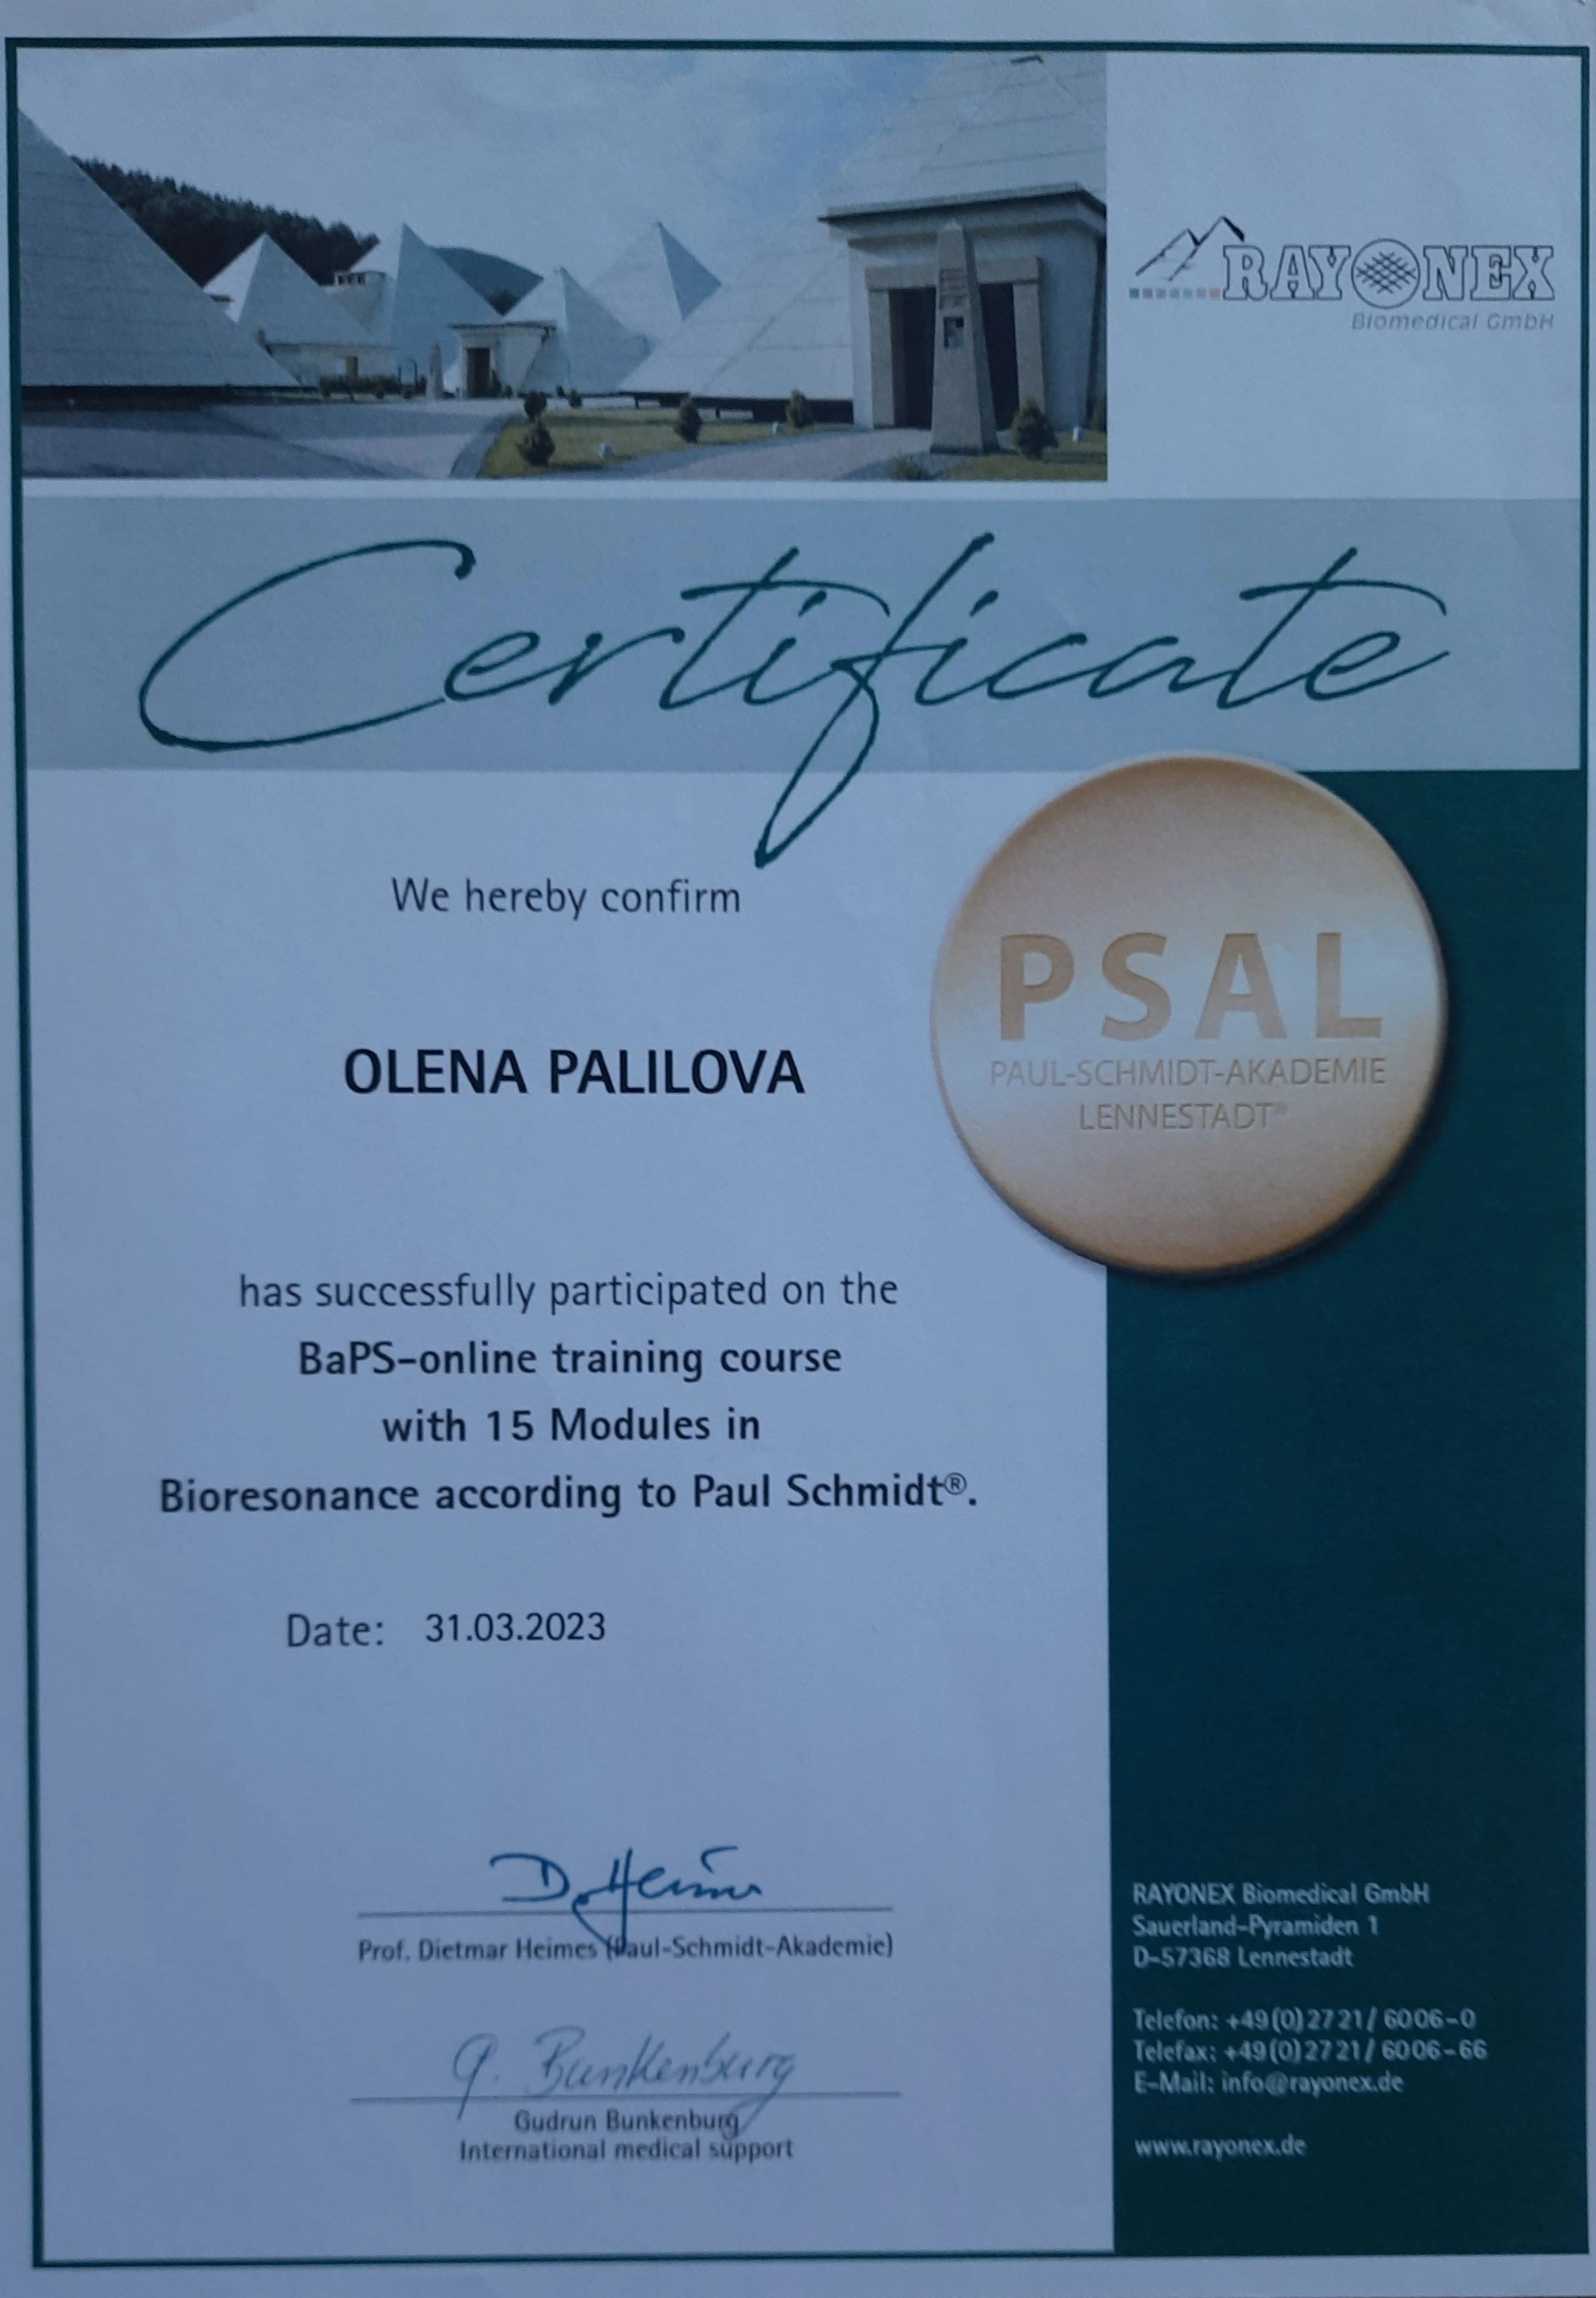 RAYONEX
Biomedical GmbH
Certificate
We hereby confirm
PSAL
PAUL-SCHMIDT-AKADEMIE
LENNESTADT®
OLENA PALILOVA
has successfully participated on the
BaPS-online training course
with 15 Modules in
Bioresonance according to Paul Schmidt®.
Date: 31.03.2023
D. Heimes
Prof. Dietmar Heimes (Paul-Schmidt-Akademie)
G. Bunkenburg
Gudrun Bunkenburg
International medical support
RAYONEX Biomedical GmbH
Sauerland-Pyramiden 1
D-57368 Lennestadt
Telefon: +49(0)2721/6006-0
Telefax: +49(0)2721/6006-66
E-Mail: info@rayonex.de
www.rayonex.de